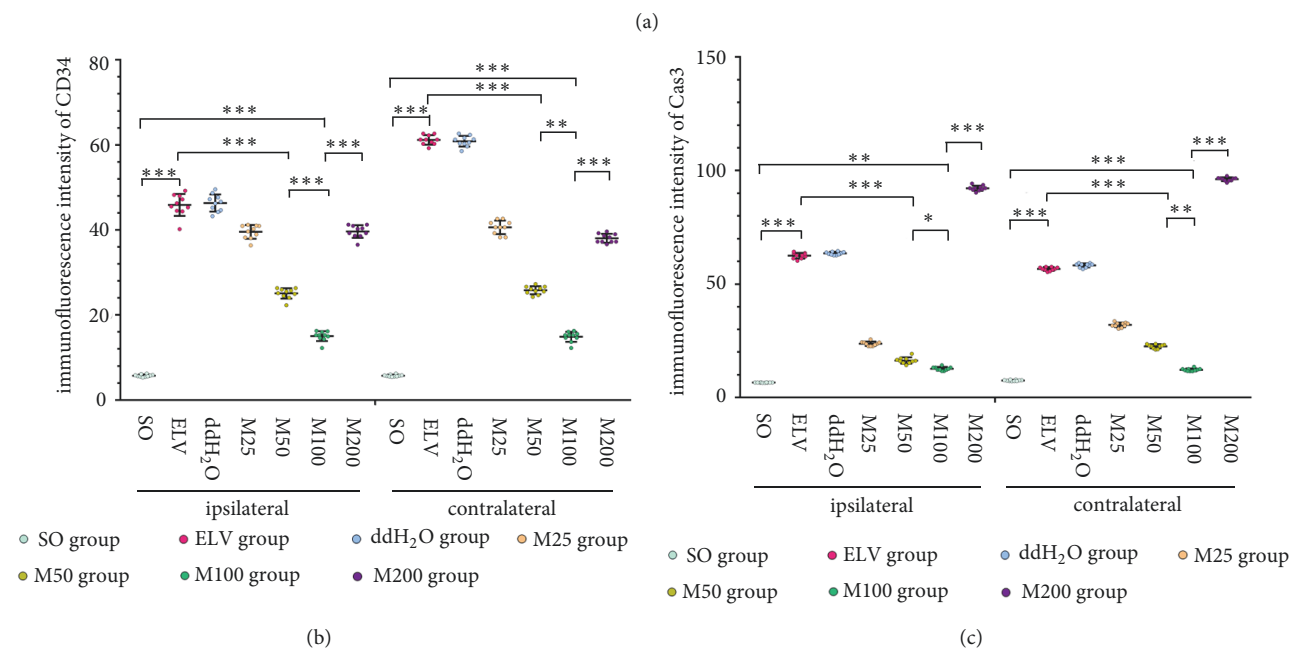 (a)
immunofluorescence intensity of CD34
80
60
40
20
0
***
***
***
***
***
***
***
***
**
***
SO
ELV
ddH₂O
M25
M50
M100
M200
SO
ELV
ddH₂O
M25
M50
M100
M200
ipsilateral
contralateral
SO group
ELV group
ddH₂O group
M25 group
M50 group
M100 group
M200 group
(b)
immunofluorescence intensity of Cas3
150
100
50
0
***
**
***
***
*
***
***
***
***
**
SO
ELV
ddH₂O
M25
M50
M100
M200
SO
ELV
ddH₂O
M25
M50
M100
M200
ipsilateral
contralateral
SO group
ELV group
ddH₂O group
M25 group
M50 group
M100 group
M200 group
(c)